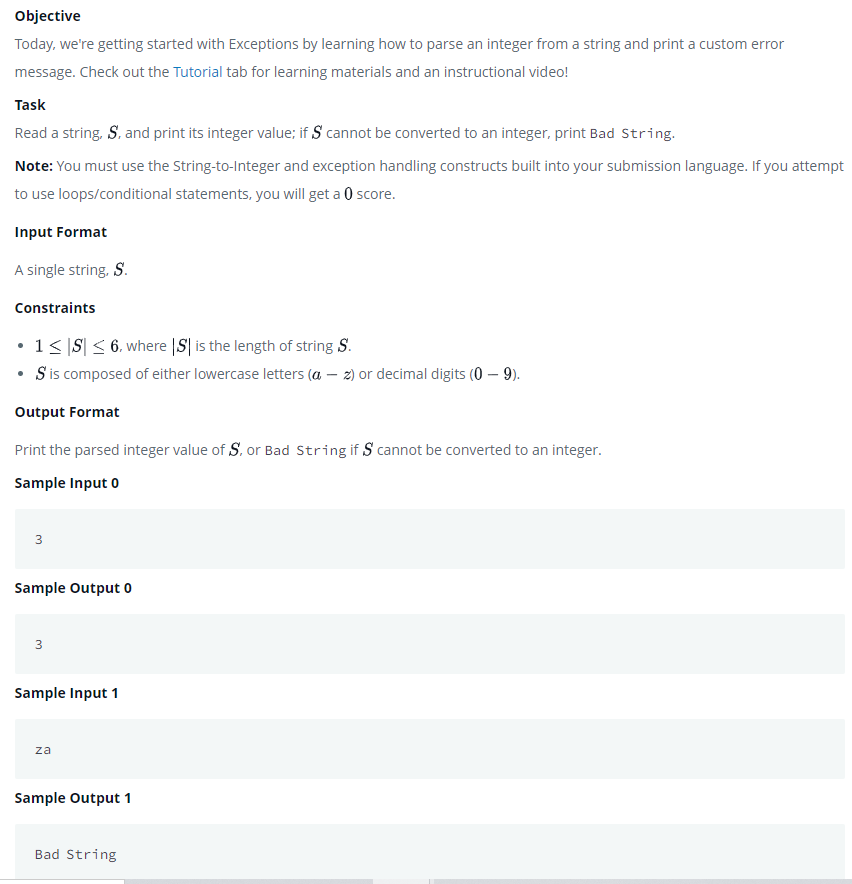 Objective
Today, we're getting started with Exceptions by learning how to parse an integer from a string and print a custom error
message. Check out the Tutorial tab for learning materials and an instructional video!
Task
Read a string, S, and print its integer value; if S cannot be converted to an integer, print Bad String.
Note: You must use the String-to-Integer and exception handling constructs built into your submission language. If you attempt
to use loops/conditional statements, you will get a 0 score.
Input Format
A single string, S.
Constraints
• 1 ≤ |S| ≤ 6, where |S| is the length of string S.
• S is composed of either lowercase letters (a − z) or decimal digits (0 − 9).
Output Format
Print the parsed integer value of S, or Bad String if S cannot be converted to an integer.
Sample Input 0
3
Sample Output 0
3
Sample Input 1
za
Sample Output 1
Bad String